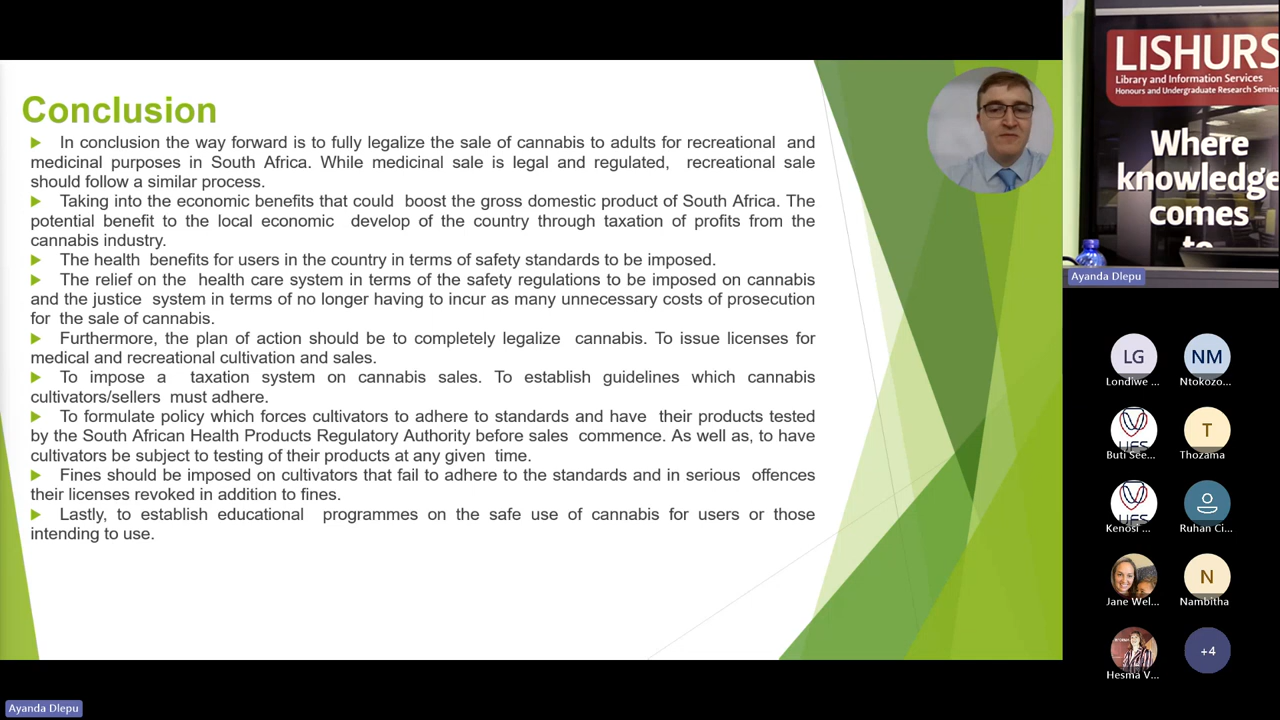 Conclusion
In conclusion the way forward is to fully legalize the sale of cannabis to adults for recreational and
medicinal purposes in South Africa. While medicinal sale is legal and regulated, recreational sale
should follow a similar process.
Taking into the economic benefits that could boost the gross domestic product of South Africa. The
potential benefit to the local economic develop of the country through taxation of profits from the
cannabis industry.
The health benefits for users in the country in terms of safety standards to be imposed.
The relief on the health care system in terms of the safety regulations to be imposed on cannabis
and the justice system in terms of no longer having to incur as many unnecessary costs of prosecution
for the sale of cannabis.
Furthermore, the plan of action should be to completely legalize cannabis. To issue licenses for
medical and recreational cultivation and sales.
To impose a taxation system on cannabis sales. To establish guidelines which cannabis
cultivators/sellers must adhere.
To formulate policy which forces cultivators to adhere to standards and have their products tested
by the South African Health Products Regulatory Authority before sales commence. As well as, to have
cultivators be subject to testing of their products at any given time.
Fines should be imposed on cultivators that fail to adhere to the standards and in serious offences
their licenses revoked in addition to fines.
Lastly, to establish educational programmes on the safe use of cannabis for users or those
intending to use.
LISHURS
Library and Information Services
Honours and Undergraduate Research Semina
Where
knowledge
comes
to
Ayanda Dlepu
LG
Londiwe ...
NM
Ntokozo...
UFS
Buti See...
T
Thozama
UFS
Kenosi ...
Ruhan Ci...
Jane Wel...
N
Nambitha
Hesma V...
+4
Ayanda Dlepu